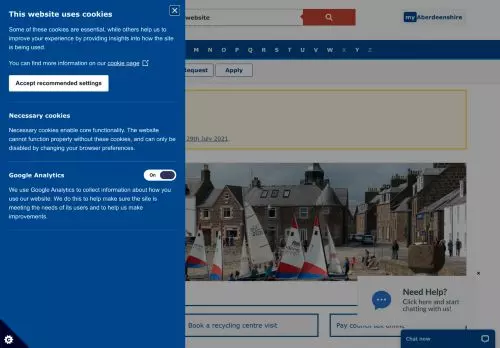 This website uses cookies
Some of these cookies are essential, while others help us to
improve your experience by providing insights into how the site
is being used.
You can find more information on our cookie page
Accept recommended settings
Necessary cookies
Necessary cookies enable core functionality. The website
cannot function properly without these cookies, and can only be
disabled by changing your browser preferences.
Google Analytics
On
We use Google Analytics to collect information about how you
use our website. We do this to help make sure the site is
meeting the needs of its users and to help us make
improvements.
website
myAberdeenshire
M N O P Q R S T U V W X Y Z
Request
Apply
29th July 2021.
Need Help?
Click here and start
chatting with us!
Book a recycling centre visit
Pay council tax online
Chat now